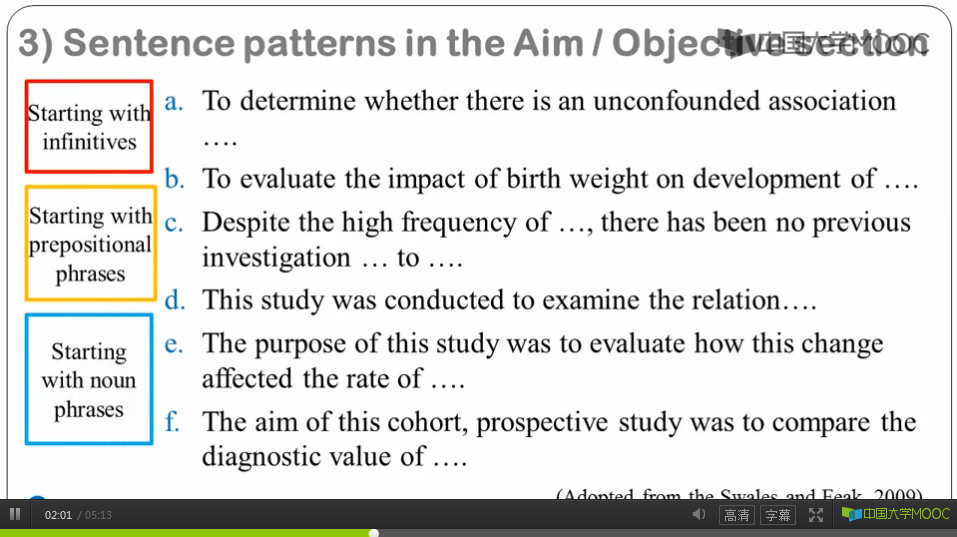 3) Sentence patterns in the Aim / Objective section
中国大学MOOC
Starting with
infinitives
a. To determine whether there is an unconfounded association
….
b. To evaluate the impact of birth weight on development of ….
Starting with
prepositional
phrases
c. Despite the high frequency of …, there has been no previous
investigation … to ….
d. This study was conducted to examine the relation….
Starting
with noun
phrases
e. The purpose of this study was to evaluate how this change
affected the rate of ….
f. The aim of this cohort, prospective study was to compare the
diagnostic value of ….
(Adopted from the Swales and Feak, 2009)
02:01 / 05:13
高清
字幕
中国大学MOOC